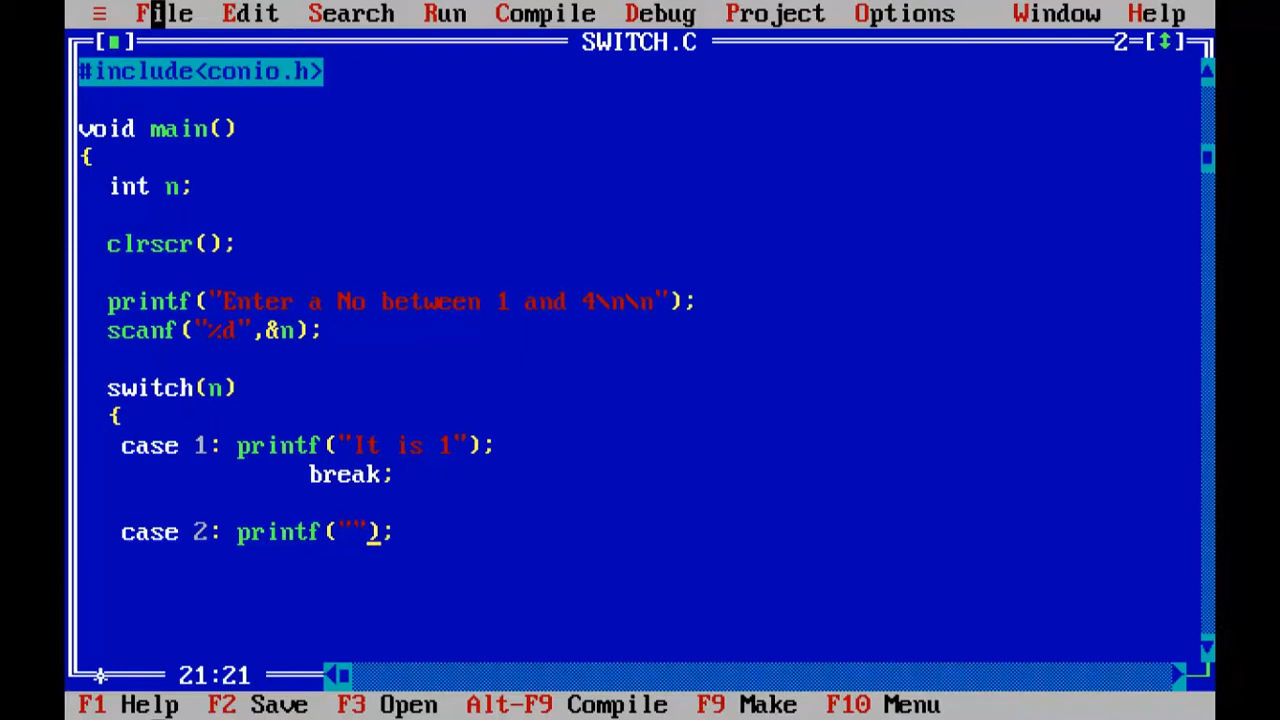 ≡ File Edit Search Run Compile Debug Project Options Window Help
[■] SWITCH.C 2=[↕]
#include<conio.h>
void main()
{
int n;
clrscr();
printf("Enter a No between 1 and 4\n\n");
scanf("%d",&n);
switch(n)
{
case 1: printf("It is 1");
break;
case 2: printf("");
21:21
F1 Help F2 Save F3 Open Alt-F9 Compile F9 Make F10 Menu